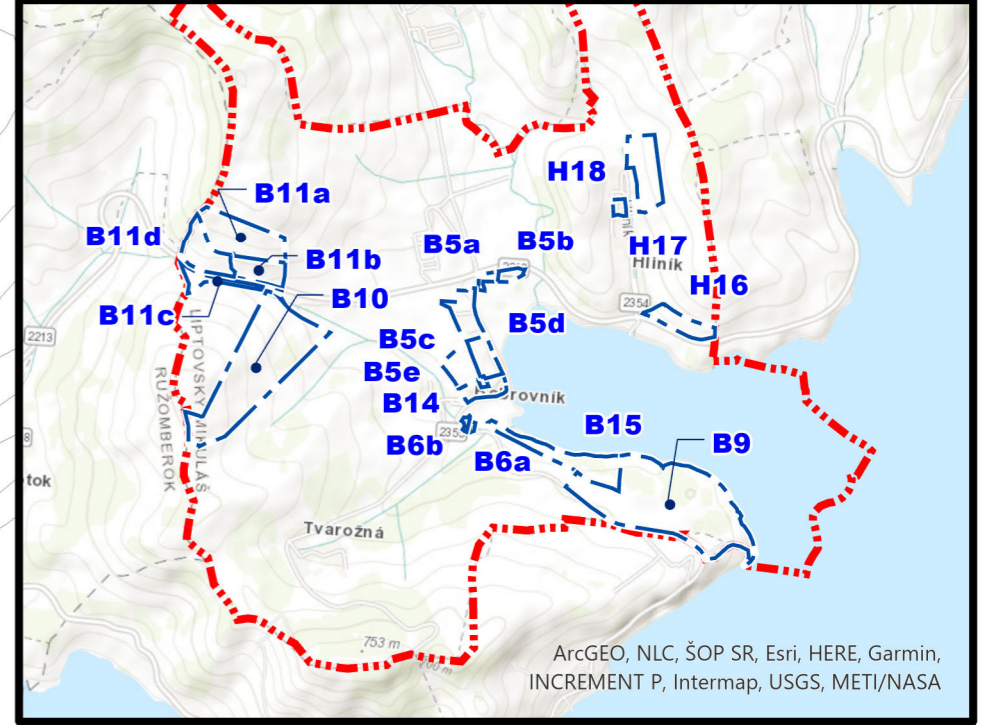 H18
B11a
B11d
B5a
B5b
H17
B11b
Hliník
H16
B10
2354
B11c
B5d
2213
B5c
LIPTOVSKÝ MIKULÁŠ
RUŽOMBEROK
B5e
B14
B15
B6b
B9
B6a
Tvarožná
753 m
ArcGEO, NLC, ŠOP SR, Esri, HERE, Garmin,
INCREMENT P, Intermap, USGS, METI/NASA